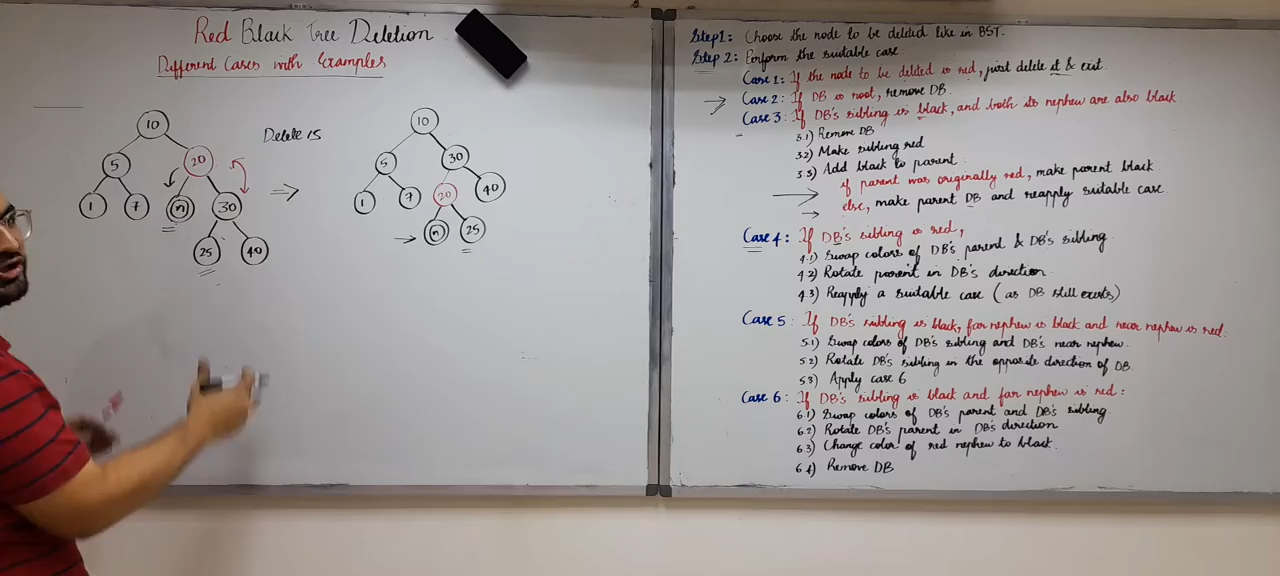 Red Black Tree Deletion
Different Cases with Examples
Delete 15
10
5
20
1
7
n
30
25
40
10
5
30
1
7
20
40
n
25
Step1: Choose the node to be deleted like in BST.
Step 2: Perform the suitable case
Case 1: If the node to be deleted is red, just delete it & exit
Case 2: If DB is root, remove DB.
Case 3: If DB's sibling is black, and both its nephew are also black
3.1) Remove DB
3.2) Make sibling red
3.3) Add black to parent.
if parent was originally red, make parent black
else, make parent DB and reapply suitable case.
Case 4: If DB's sibling is red,
4.1) Swap colors of DB's parent & DB's sibling
4.2) Rotate parent in DB's direction.
4.3) Reapply a suitable case (as DB still exists)
Case 5: If DB's sibling is black, far nephew is black and near nephew is red.
5.1) Swap colors of DB's sibling and DB's near nephew.
5.2) Rotate DB's sibling in the opposite direction of DB.
5.3) Apply case 6
Case 6: If DB's sibling is black and far nephew is red:
6.1) Swap colors of DB's parent and DB's sibling
6.2) Rotate DB's parent in DB's direction
6.3) Change color of red nephew to black.
6.4) Remove DB